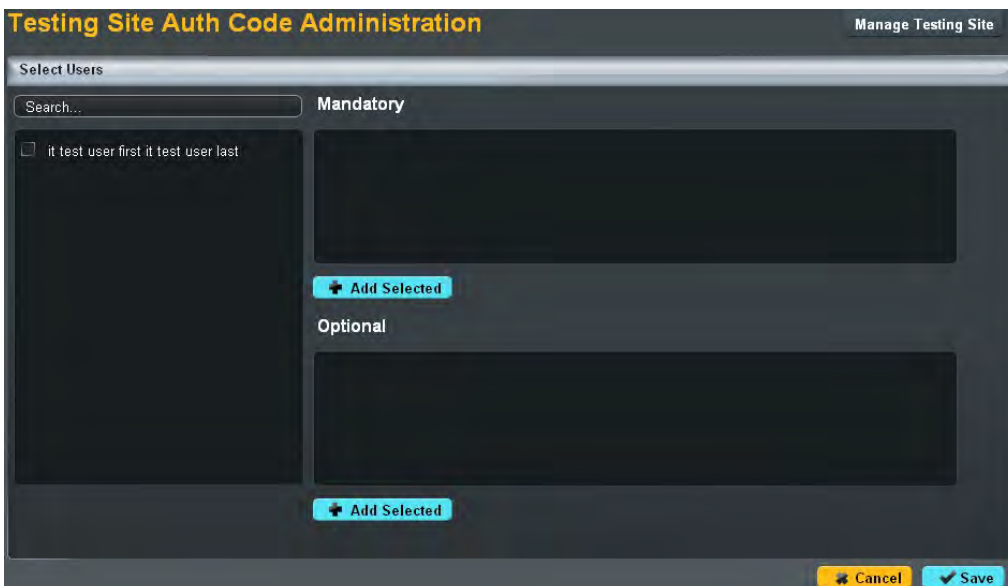 Testing Site Auth Code Administration
Manage Testing Site
Select Users
Search...
Mandatory
it test user first it test user last
Add Selected
Optional
Add Selected
Cancel
Save